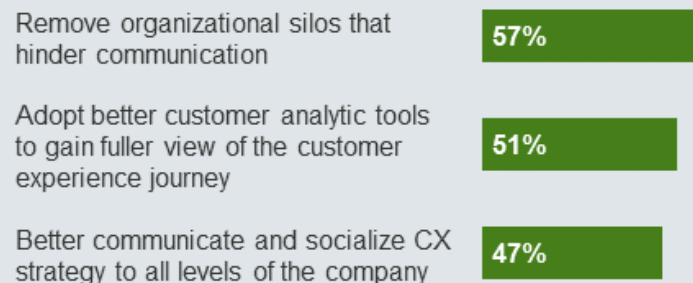 Remove organizational silos that
hinder communication
57%
Adopt better customer analytic tools
to gain fuller view of the customer
experience journey
51%
Better communicate and socialize CX
strategy to all levels of the company
47%